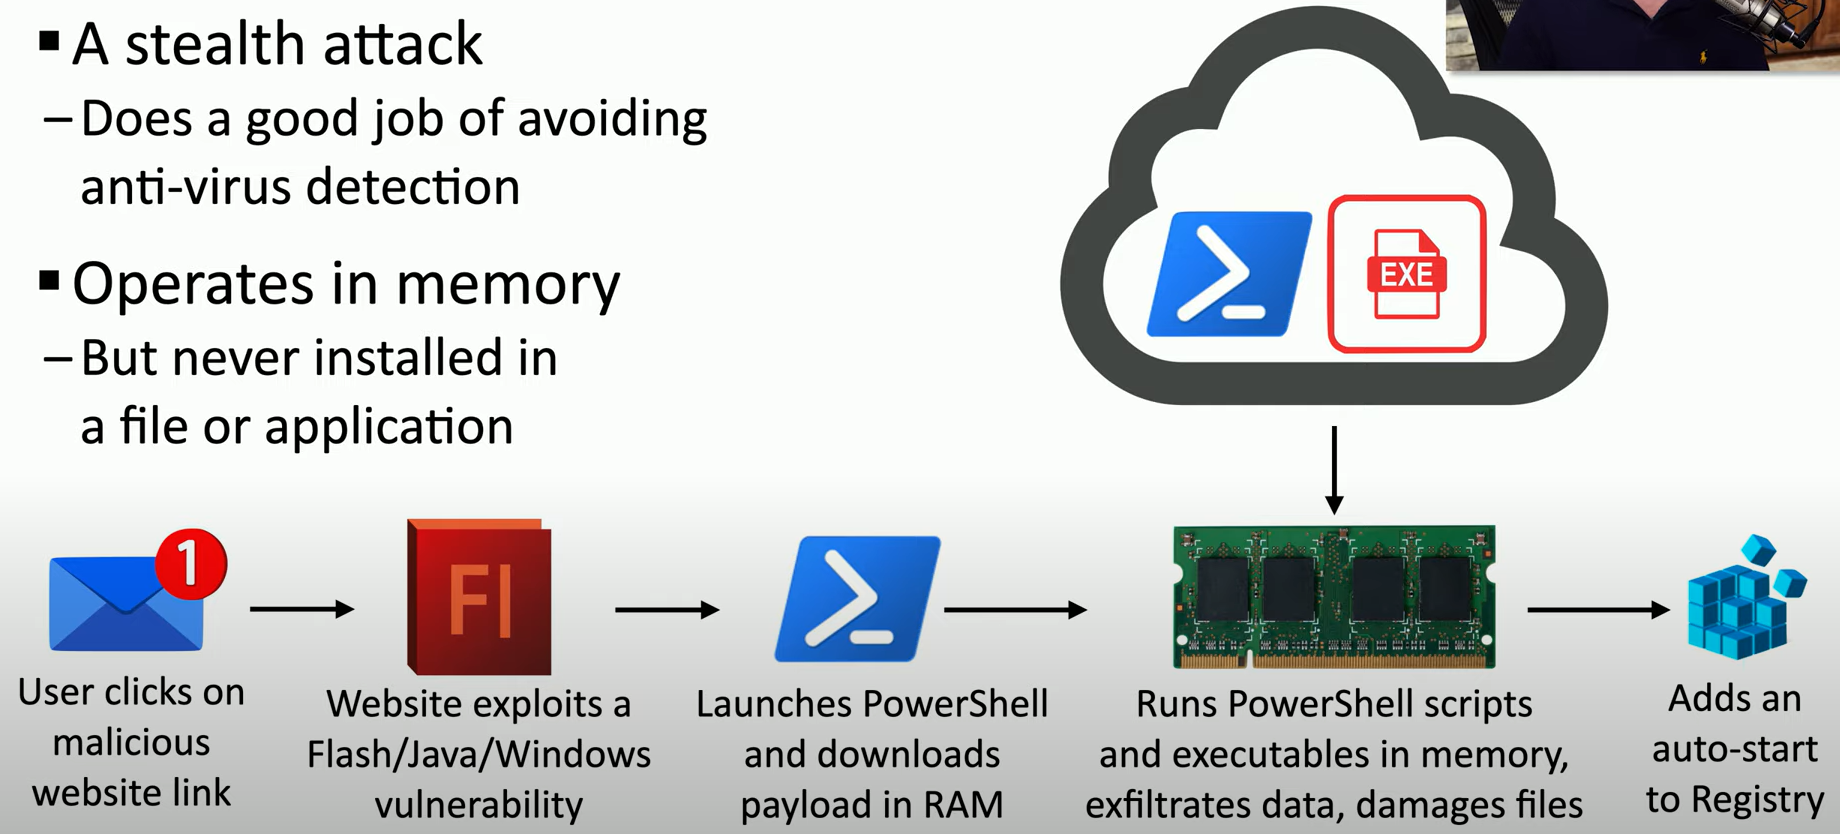 ▪ A stealth attack
– Does a good job of avoiding
anti-virus detection
▪ Operates in memory
– But never installed in
a file or application
EXE
1
Fl
User clicks on
malicious
website link
Website exploits a
Flash/Java/Windows
vulnerability
Launches PowerShell
and downloads
payload in RAM
Runs PowerShell scripts
and executables in memory,
exfiltrates data, damages files
Adds an
auto-start
to Registry